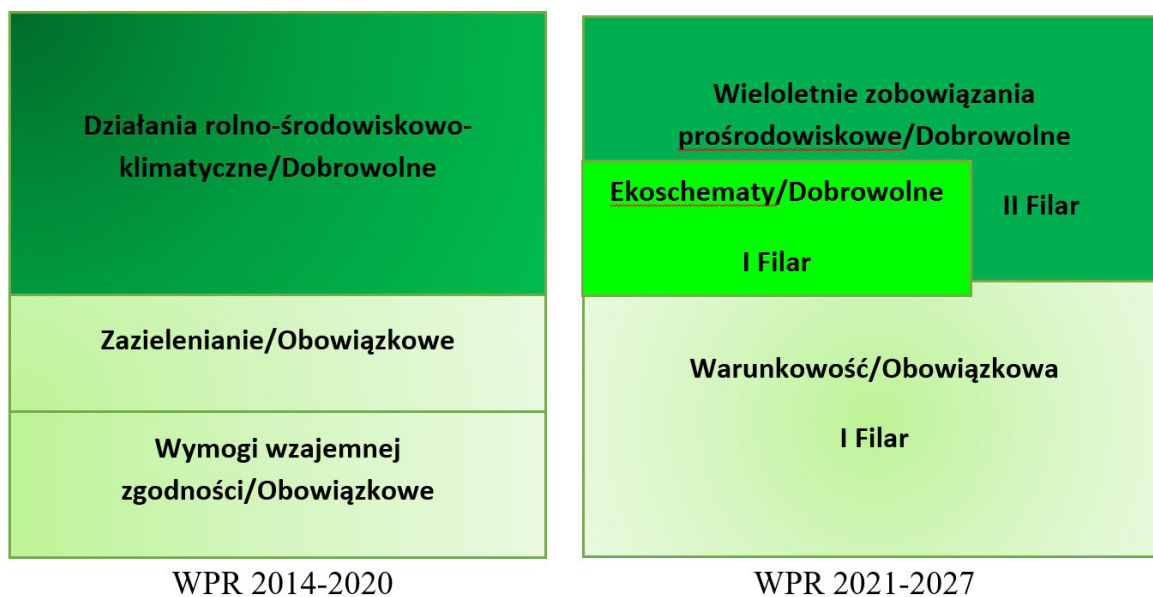 Działania rolno-środowiskowo-
klimatyczne/Dobrowolne
Zazielenianie/Obowiązkowe
Wymogi wzajemnej
zgodności/Obowiązkowe
WPR 2014-2020
Wieloletnie zobowiązania
prośrodowiskowe/Dobrowolne
Ekoschematy/Dobrowolne
I Filar
II Filar
Warunkowość/Obowiązkowa
I Filar
WPR 2021-2027